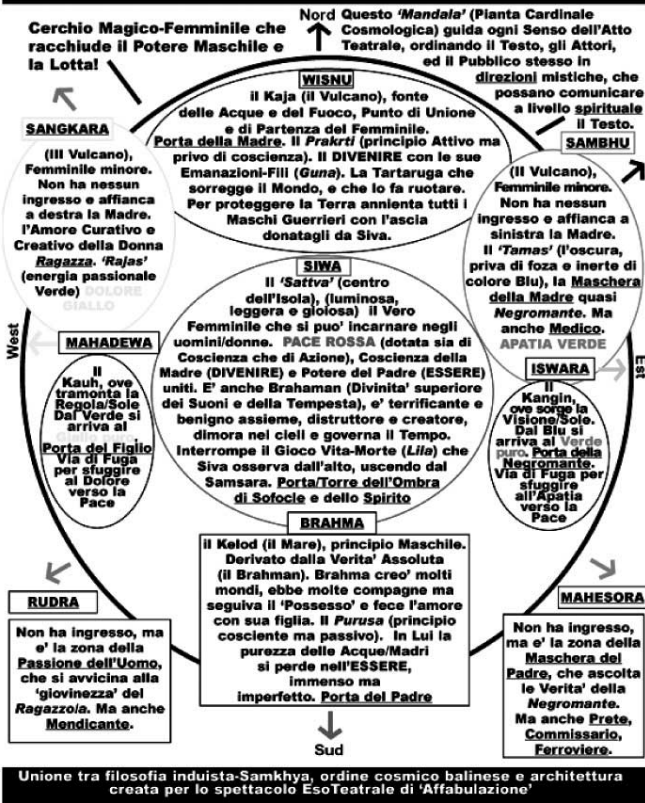 Cerchio Magico-Femminile che
racchiude il Potere Maschile e
la Lotta!
Nord
Questo 'Mandala' (Pianta Cardinale
Cosmologica) guida ogni Senso dell'Atto
Teatrale, ordinando il Testo, gli Attori,
ed il Pubblico stesso in
direzioni mistiche, che
possano comunicare
a livello spirituale
il Testo.
WISNU
il Kaja (il Vulcano), fonte
delle Acque e del Fuoco, Punto di Unione
e di Partenza del Femminile.
Porta della Madre. Il Prakrti (principio Attivo ma
privo di coscienza). Il DIVENIRE con le sue
Emanazioni-Fili (Guna). La Tartaruga che
sorregge il Mondo, e che lo fa ruotare.
Per proteggere la Terra annienta tutti i
Maschi Guerrieri con l'ascia
donatagli da Siva.
SANGKARA
(III Vulcano),
Femminile minore.
Non ha nessun
ingresso e affianca
a destra la Madre.
l'Amore Curativo e
Creativo della Donna
Ragazza. 'Rajas'
(energia passionale
Verde) DOLORE
GIALLO
SAMBHU
(II Vulcano),
Femminile minore.
Non ha nessun
ingresso e affianca a
sinistra la Madre.
Il 'Tamas' (l'oscura,
priva di foza e inerte di
colore Blu), la Maschera
della Madre quasi
Negromante. Ma
anche Medico.
APATIA VERDE
SIWA
Il 'Sattva' (centro
dell'Isola), (luminosa,
leggera e gioiosa) il Vero
Femminile che si puo' incarnare negli
uomini/donne. PACE ROSSA (dotata sia di
Coscienza che di Azione), Coscienza della
Madre (DIVENIRE) e Potere del Padre (ESSERE)
uniti. E' anche Brahaman (Divinita' superiore
dei Suoni e della Tempesta), e' terrificante e
benigno assieme, distruttore e creatore,
dimora nei cieli e governa il Tempo.
Interrompe il Gioco Vita-Morte (Lila) che
Siva osserva dall'alto, uscendo dal
Samsara. Porta/Torre dell'Ombra
di Sofocle e dello Spirito
West
MAHADEWA
Il
Kauh, ove
tramonta la
Regola/Sole
Dal Verde si
arriva al
Giallo puro.
Porta del Figlio
Via di Fuga
per sfuggire
al Dolore
verso la
Pace
Est
ISWARA
Il
Kangin,
ove sorge la
Visione/Sole.
Dal Blu si
arriva al Verde
puro. Porta della
Negromante.
Via di Fuga per
sfuggire
all'Apatia
verso la
Pace
BRAHMA
il Kelod (il Mare), principio Maschile.
Derivato dalla Verita' Assoluta
(il Brahman). Brahma creo' molti
mondi, ebbe molte compagne ma
seguiva il 'Possesso' e fece l'amore
con sua figlia. Il Purusa (principio
cosciente ma passivo). In Lui la
purezza delle Acque/Madri
si perde nell'ESSERE,
immenso ma
imperfetto. Porta del Padre
RUDRA
Non ha ingresso, ma
e' la zona della
Passione dell'Uomo,
che si avvicina alla
'giovinezza' del
Ragazzo/a. Ma anche
Mendicante.
MAHESORA
Non ha ingresso,
ma e' la zona della
Maschera del
Padre, che ascolta
le Verita' della
Negromante.
Ma anche Prete,
Commissario,
Ferroviere.
Sud
Unione tra filosofia induista-Samkhya, ordine cosmico balinese e architettura
creata per lo spettacolo EsoTeatrale di 'Affabulazione'